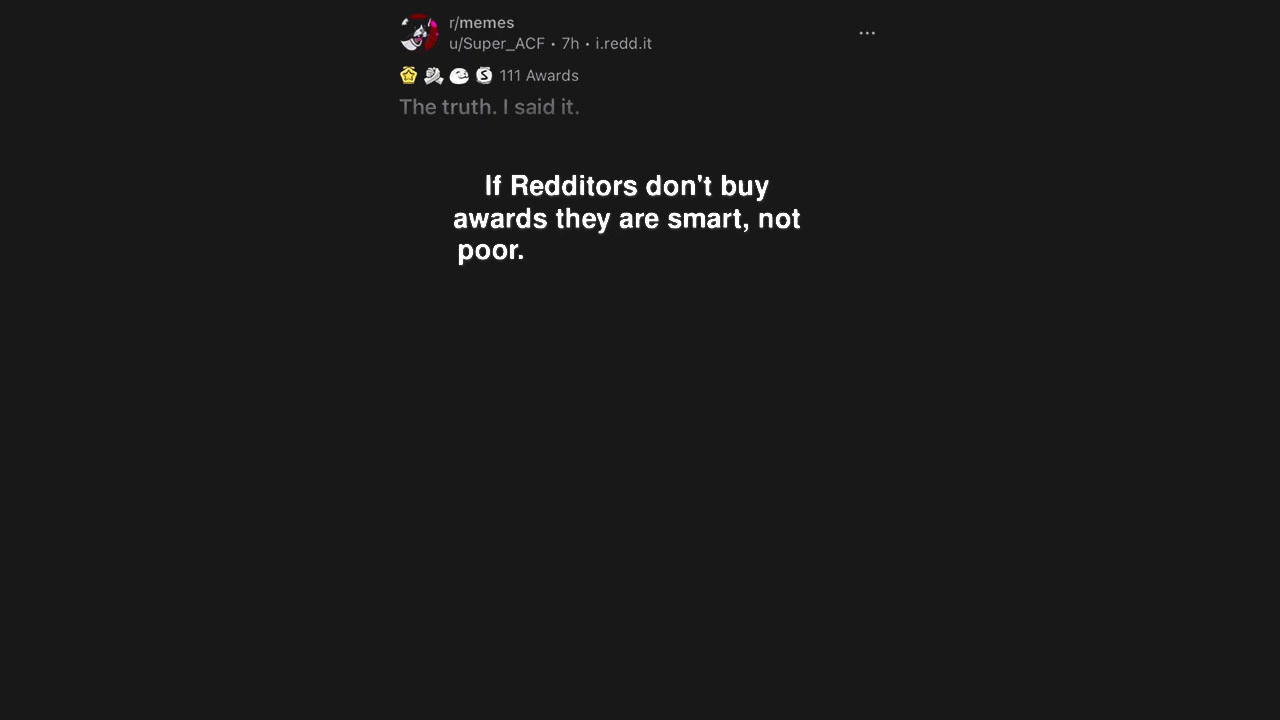 r/memes
u/Super_ACF • 7h • i.redd.it
111 Awards
The truth. I said it.
If Redditors don't buy
awards they are smart, not
poor.